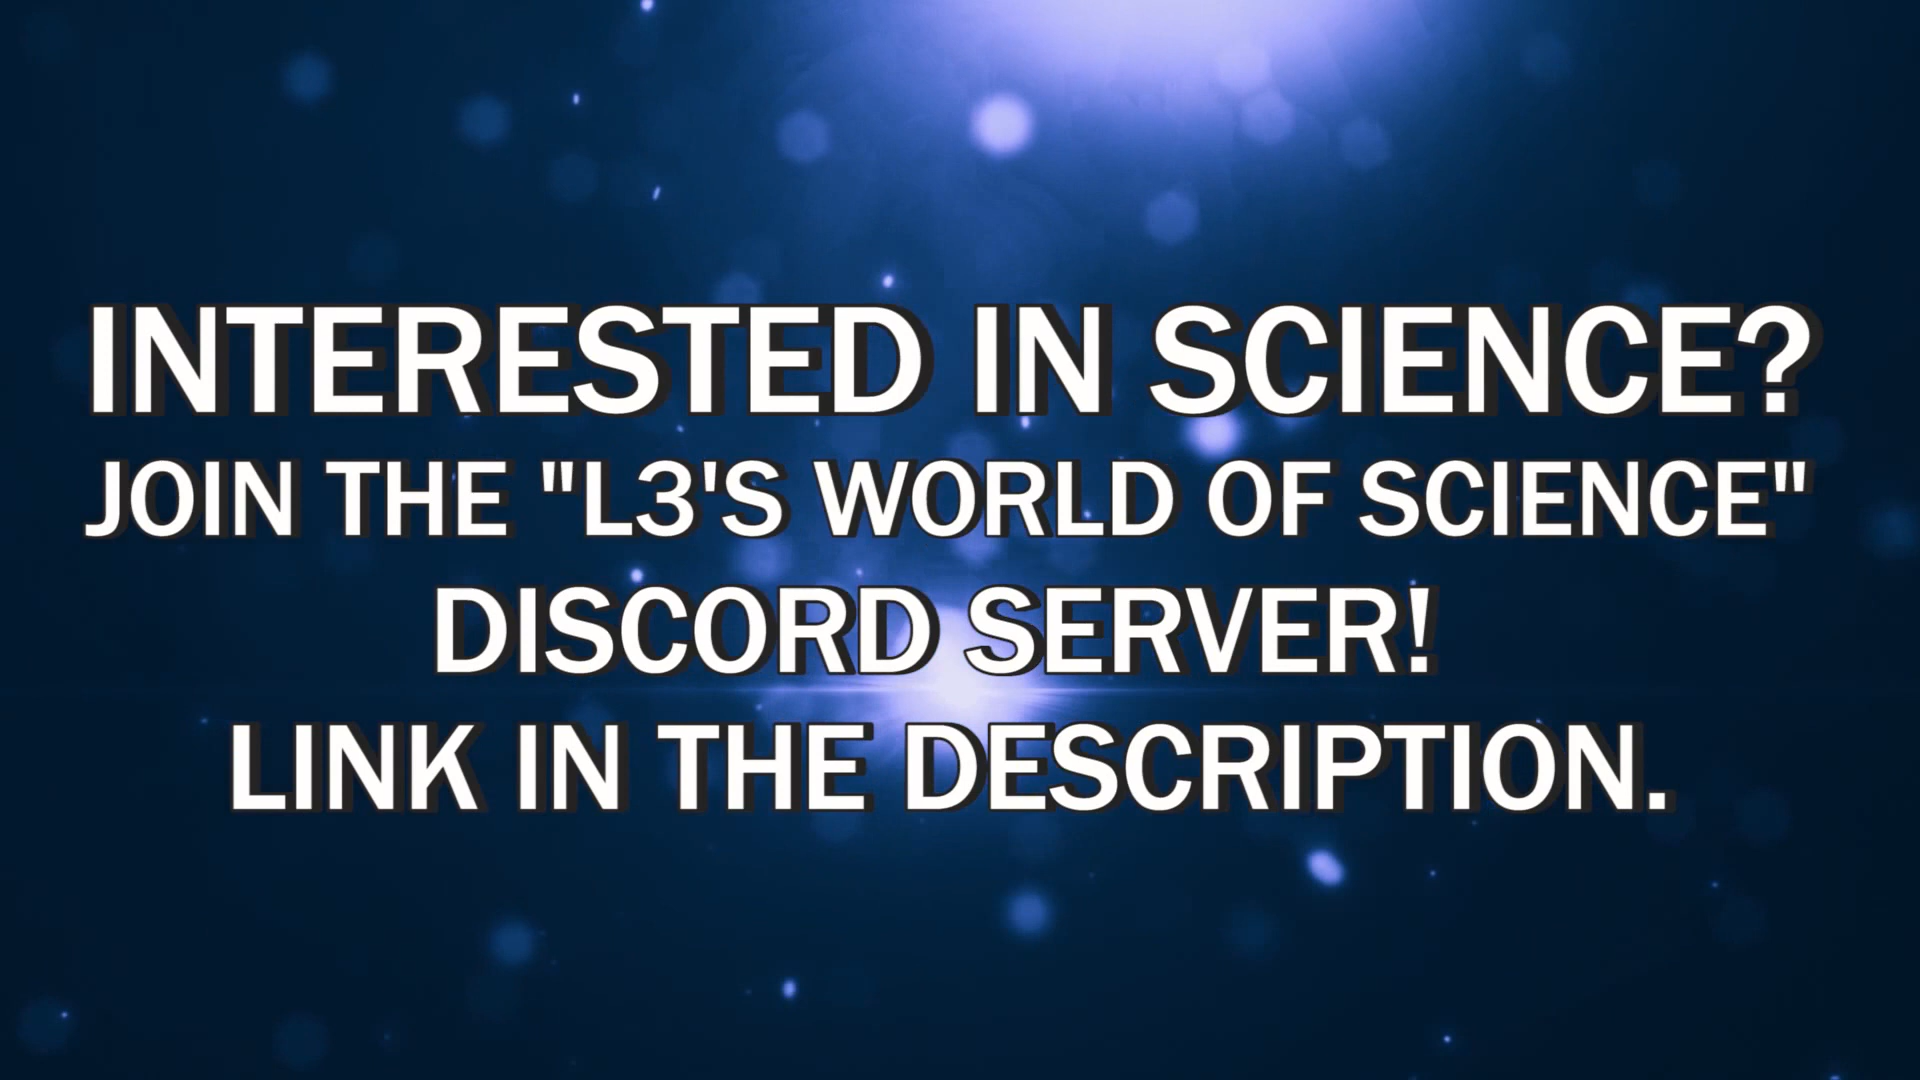 INTERESTED IN SCIENCE?
JOIN THE "L3'S WORLD OF SCIENCE"
DISCORD SERVER!
LINK IN THE DESCRIPTION.